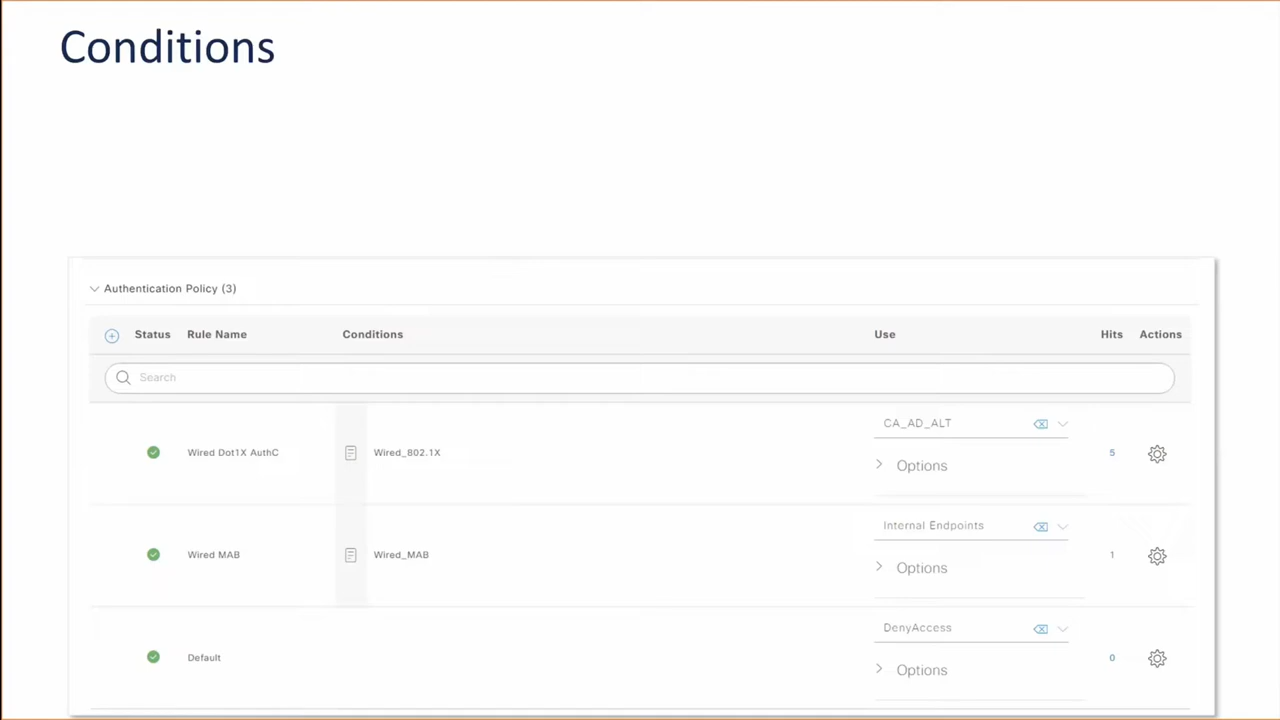 Conditions
Authentication Policy (3)
Status Rule Name Conditions Use Hits Actions
Search
CA_AD_ALT
Wired Dot1X AuthC Wired_802.1X 5
Options
Internal Endpoints
Wired MAB Wired_MAB 1
Options
DenyAccess
Default 0
Options